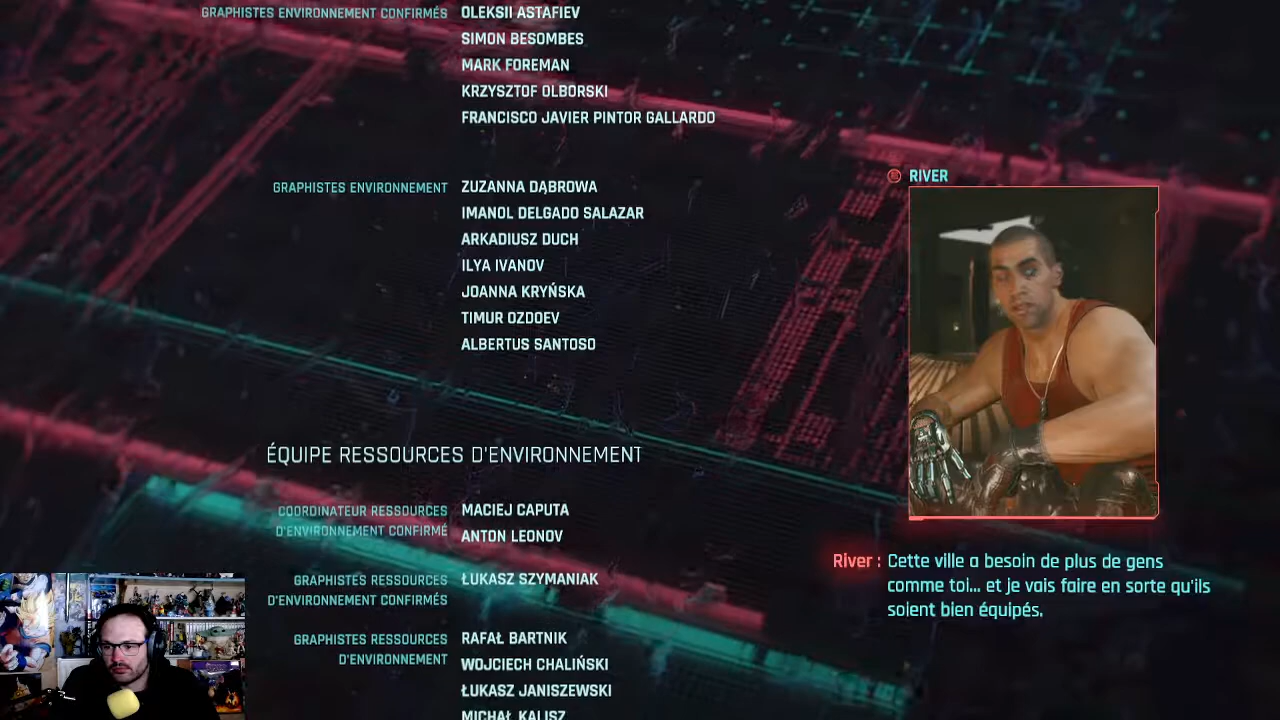 GRAPHISTES ENVIRONNEMENT CONFIRMÉS OLEKSII ASTAFIEV
SIMON BESOMBES
MARK FOREMAN
KRZYSZTOF OLBORSKI
FRANCISCO JAVIER PINTOR GALLARDO
GRAPHISTES ENVIRONNEMENT ZUZANNA DĄBROWA
IMANOL DELGADO SALAZAR
ARKADIUSZ DUCH
ILYA IVANOV
JOANNA KRYŃSKA
TIMUR OZDOEV
ALBERTUS SANTOSO
ÉQUIPE RESSOURCES D'ENVIRONNEMENT
COORDINATEUR RESSOURCES
D'ENVIRONNEMENT CONFIRMÉ
MACIEJ CAPUTA
ANTON LEONOV
GRAPHISTES RESSOURCES
D'ENVIRONNEMENT CONFIRMÉS
ŁUKASZ SZYMANIAK
GRAPHISTES RESSOURCES
D'ENVIRONNEMENT
RAFAŁ BARTNIK
WOJCIECH CHALIŃSKI
ŁUKASZ JANISZEWSKI
MICHAŁ KALISZ
RIVER
River : Cette ville a besoin de plus de gens
comme toi... et je vais faire en sorte qu'ils
soient bien équipés.